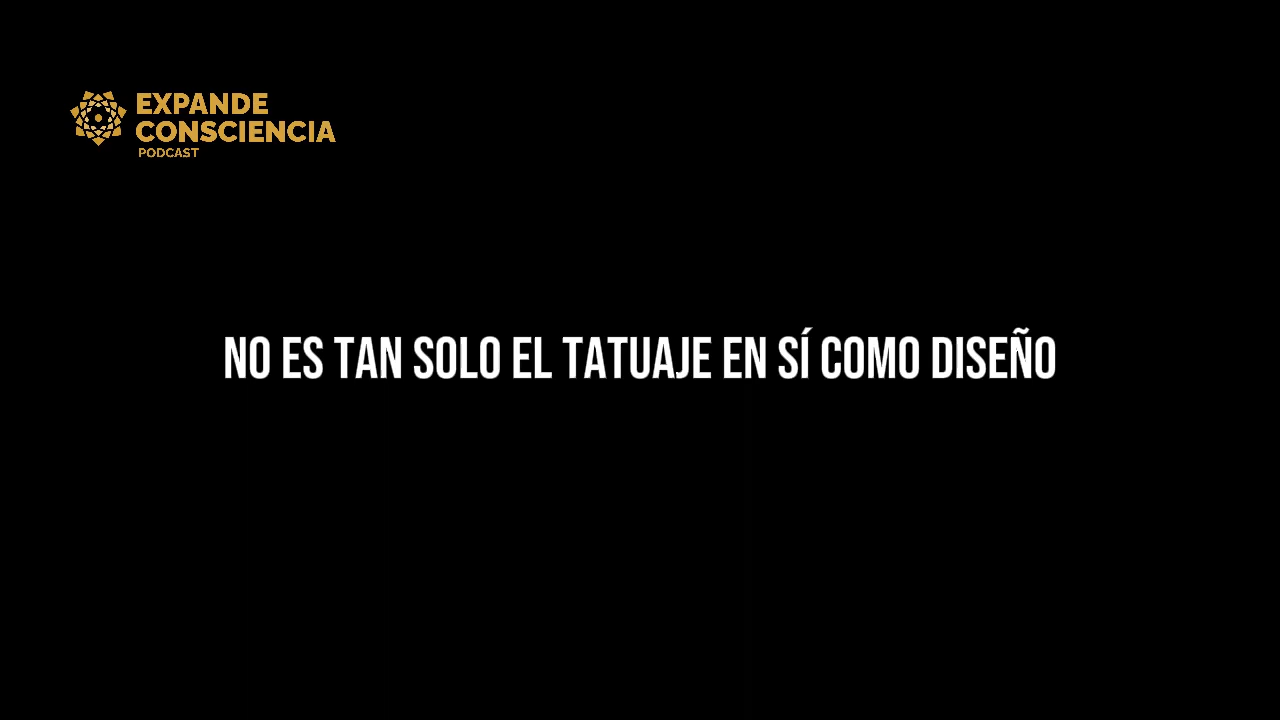 EXPANDE
CONSCIENCIA
PODCAST
NO ES TAN SOLO EL TATUAJE EN SÍ COMO DISEÑO